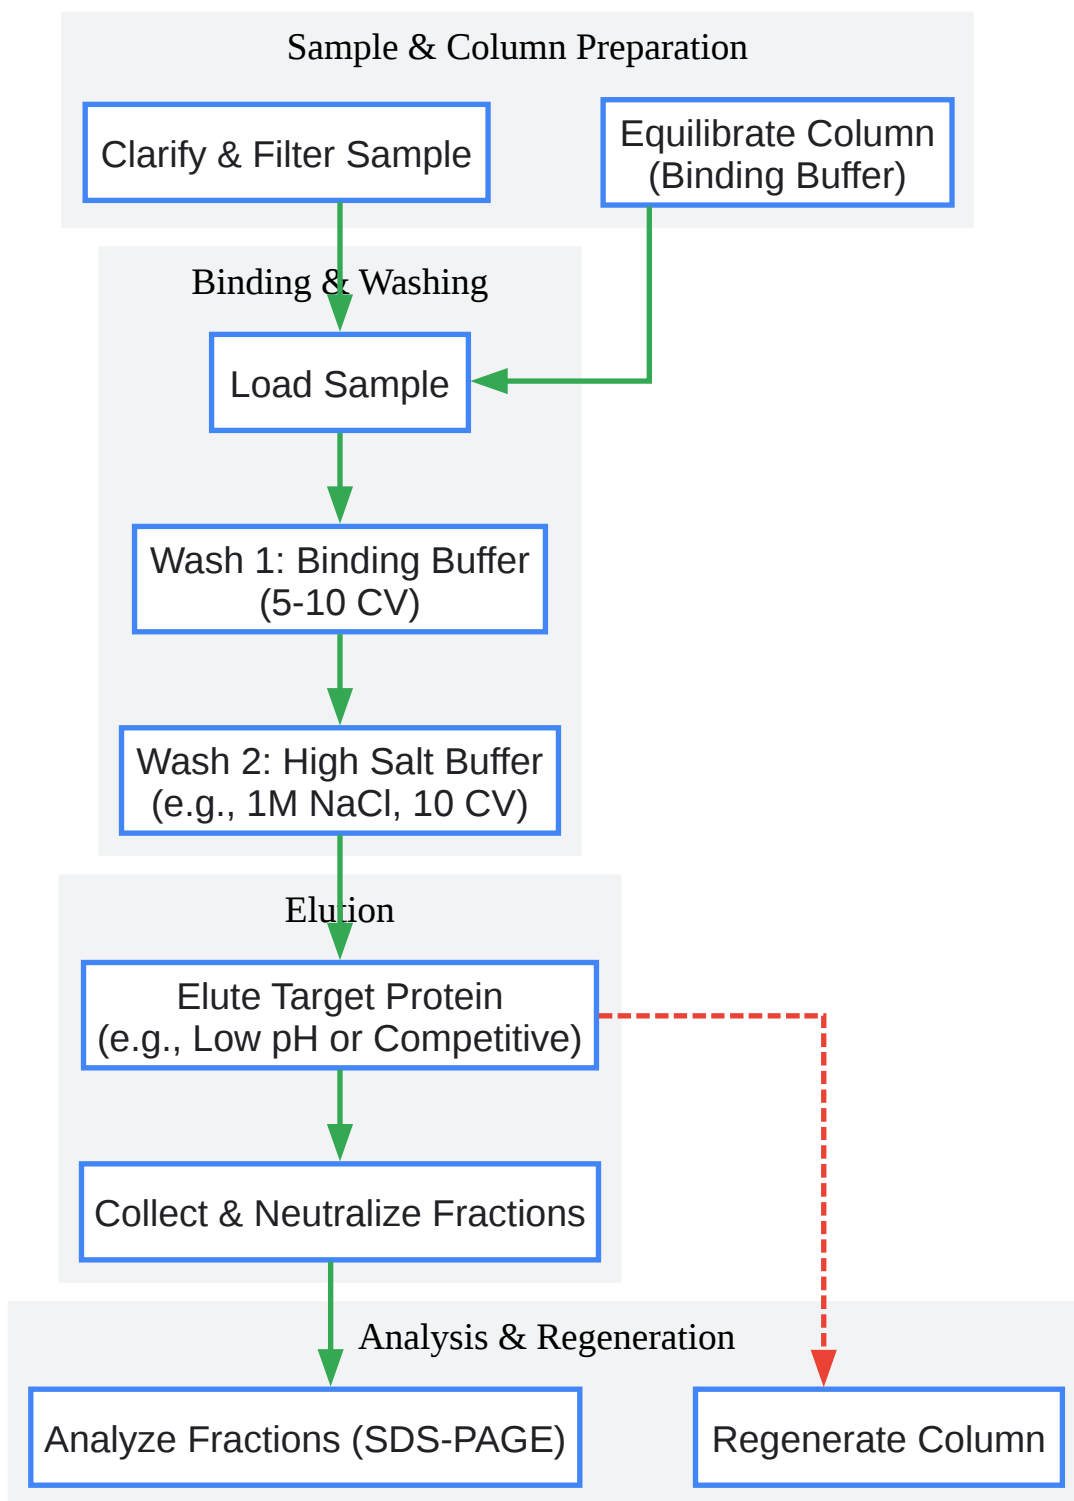 Sample & Column Preparation
Clarify & Filter Sample
Equilibrate Column
(Binding Buffer)
Binding & Washing
Load Sample
Wash 1: Binding Buffer
(5-10 CV)
Wash 2: High Salt Buffer
(e.g., 1M NaCl, 10 CV)
Elution
Elute Target Protein
(e.g., Low pH or Competitive)
Collect & Neutralize Fractions
Analysis & Regeneration
Analyze Fractions (SDS-PAGE)
Regenerate Column